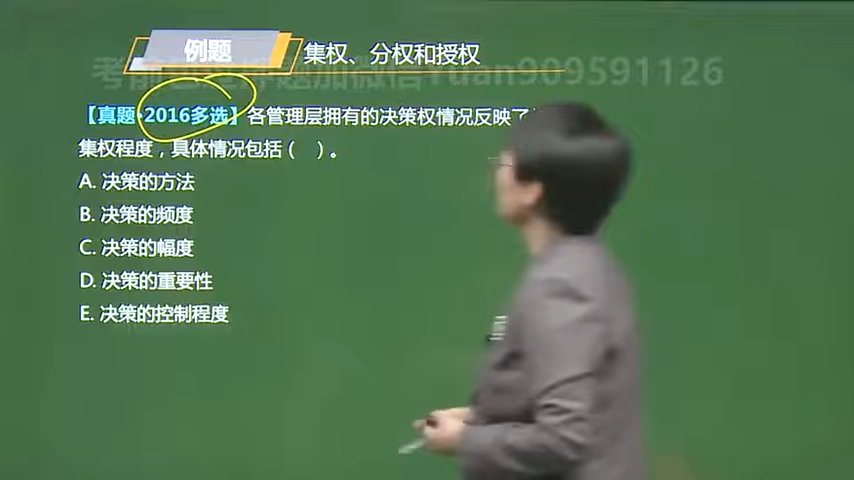 例题
集权、分权和授权
yuan909591126
【真题·2016多选】各管理层拥有的决策权情况反映了
集权程度，具体情况包括（ ）。
A. 决策的方法
B. 决策的频度
C. 决策的幅度
D. 决策的重要性
E. 决策的控制程度